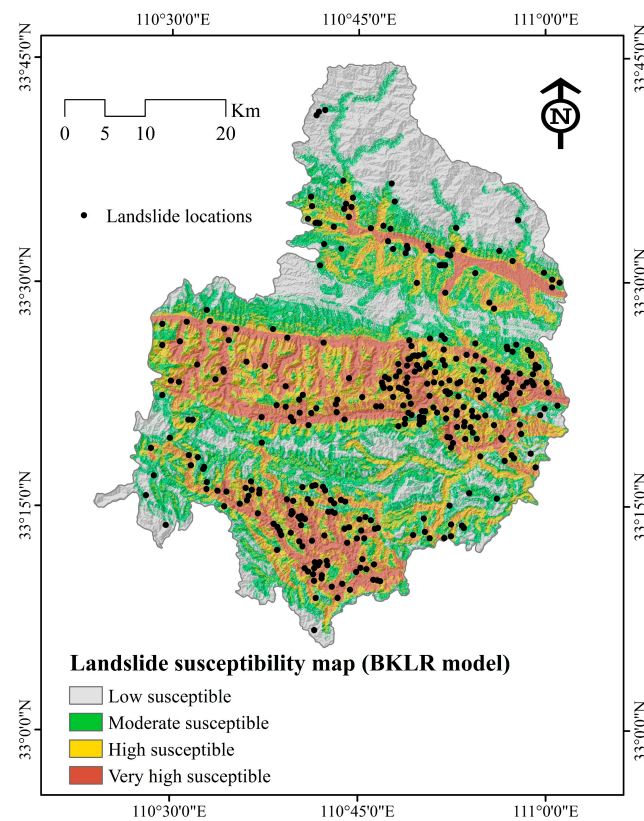 110°30'0"E 110°45'0"E 111°0'0"E
33°45'0"N 33°45'0"N
N
Km
0 5 10 20
Landslide locations
33°30'0"N 33°30'0"N
33°15'0"N 33°15'0"N
Landslide susceptibility map (BKLR model)
Low susceptible
Moderate susceptible
33°0'0"N 33°0'0"N
High susceptible
Very high susceptible
110°30'0"E 110°45'0"E 111°0'0"E